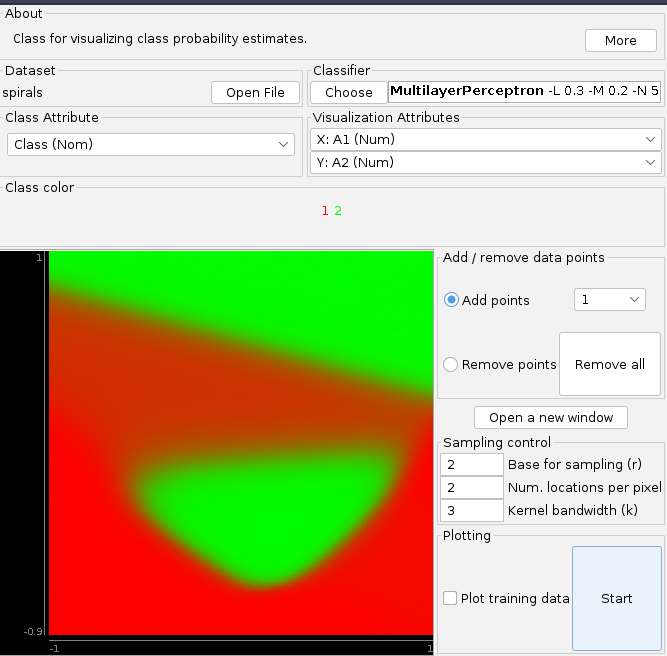 About
Class for visualizing class probability estimates.
More
Dataset
spirals
Open File
Classifier
Choose
MultilayerPerceptron -L 0.3 -M 0.2 -N 5
Class Attribute
Class (Nom)
Visualization Attributes
X: A1 (Num)
Y: A2 (Num)
Class color
1 2
1
-0.9
-1
1
Add / remove data points
Add points
1
Remove points
Remove all
Open a new window
Sampling control
2 Base for sampling (r)
2 Num. locations per pixel
3 Kernel bandwidth (k)
Plotting
Plot training data
Start